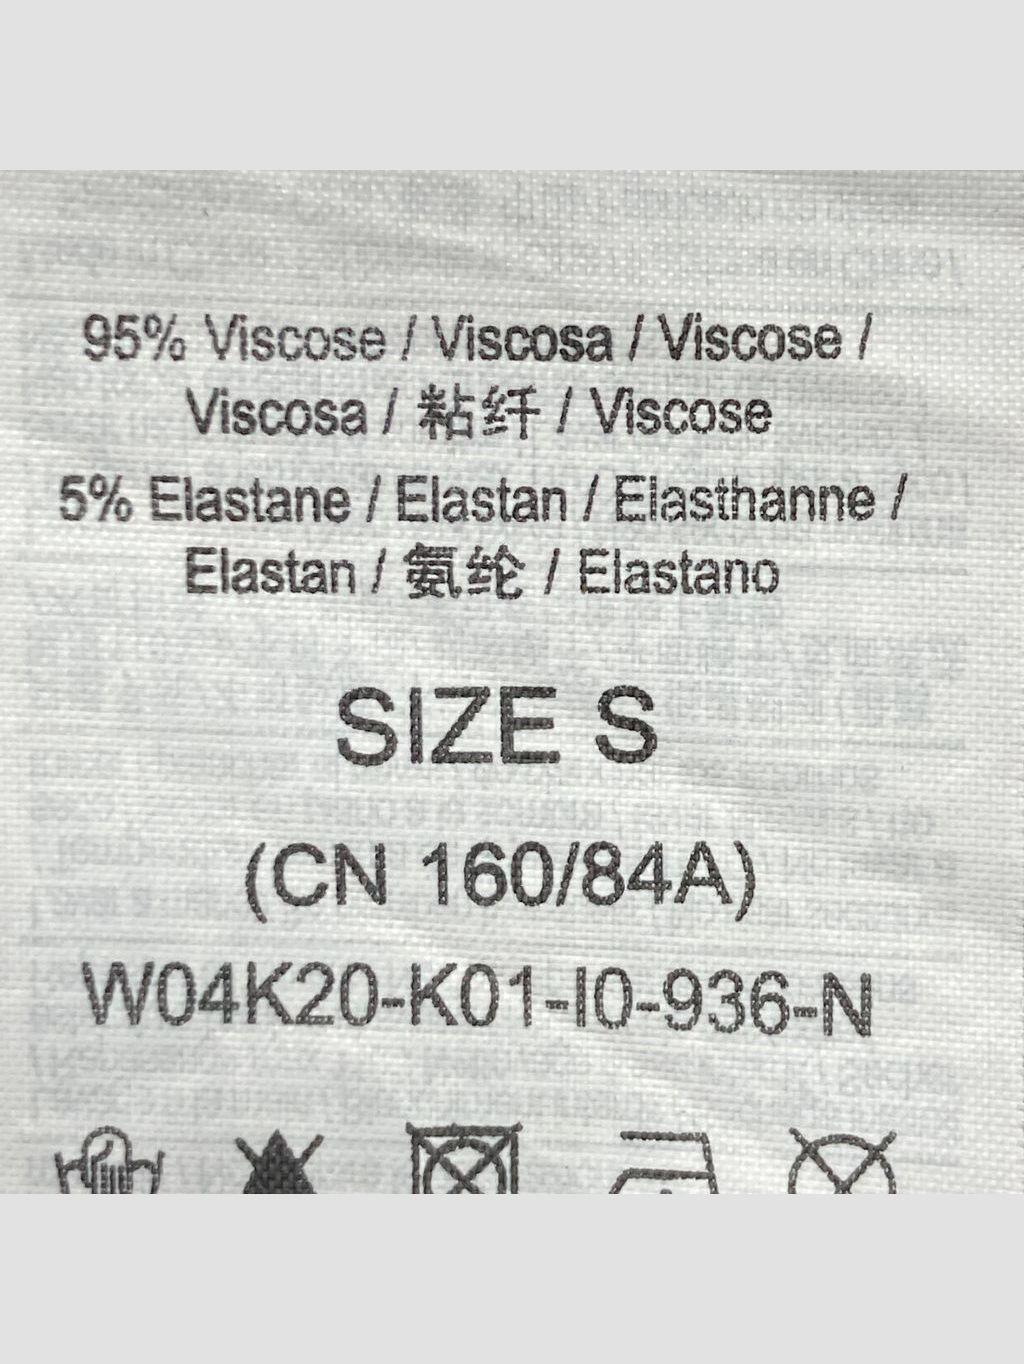 95% Viscose / Viscosa / Viscose /
Viscosa / 粘纤 / Viscose
5% Elastane / Elastan / Elasthanne /
Elastan / 氨纶 / Elastano
SIZE S
(CN 160/84A)
W04K20-K01-I0-936-N